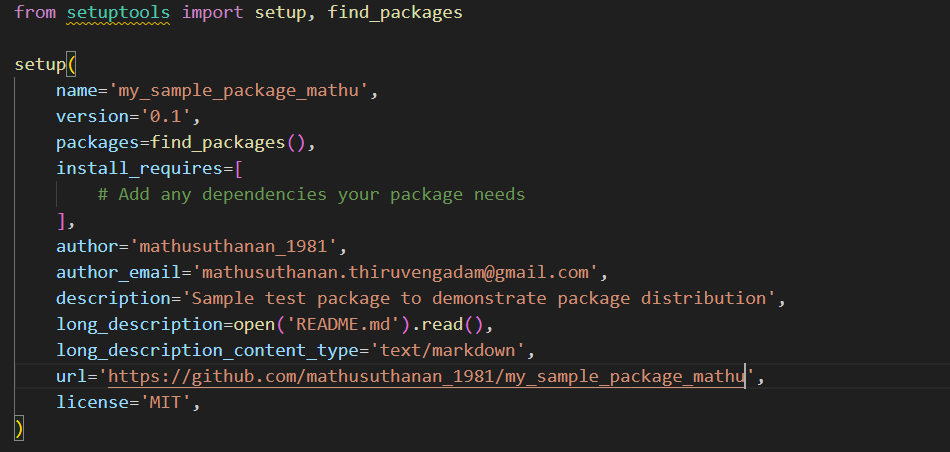 from setuptools import setup, find_packages
setup(
name='my_sample_package_mathu',
version='0.1',
packages=find_packages(),
install_requires=[
# Add any dependencies your package needs
],
author='mathusuthanan_1981',
author_email='mathusuthanan.thiruvengadam@gmail.com',
description='Sample test package to demonstrate package distribution',
long_description=open('README.md').read(),
long_description_content_type='text/markdown',
url='https://github.com/mathusuthanan_1981/my_sample_package_mathu',
license='MIT',
)